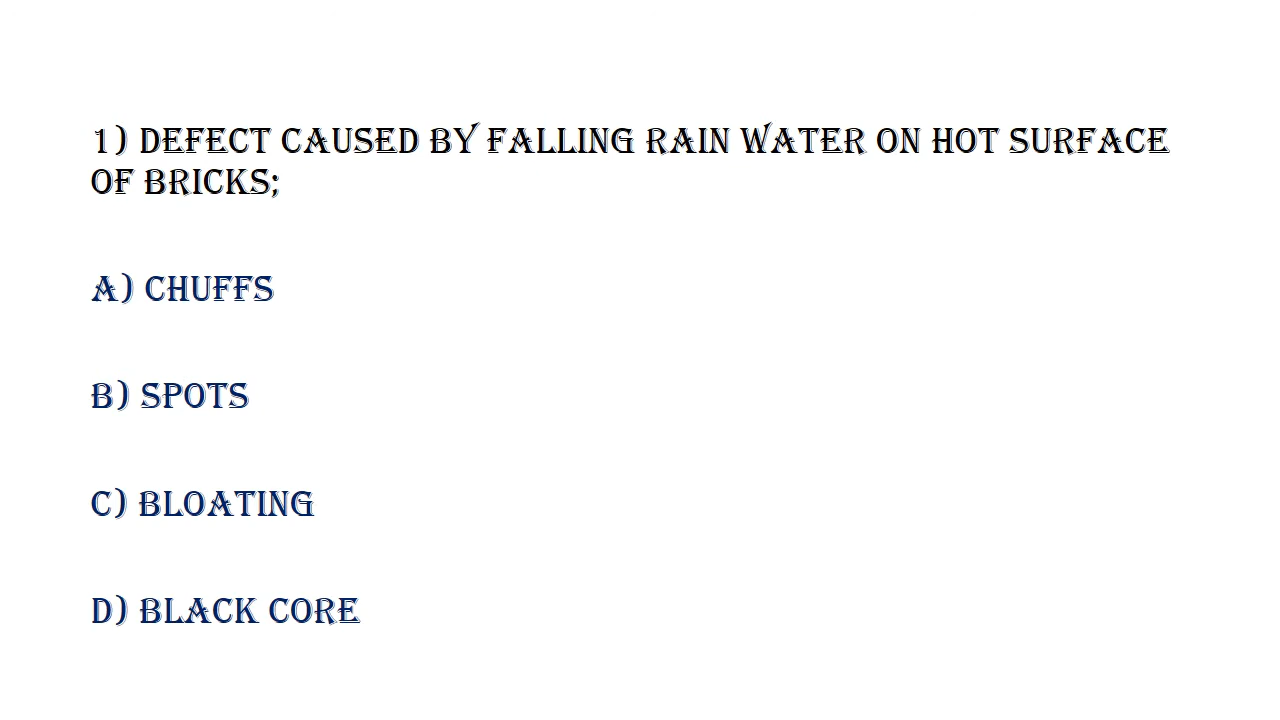 1) DEFECT CAUSED BY FALLING RAIN WATER ON HOT SURFACE
OF BRICKS;
A) CHUFFS
B) SPOTS
C) BLOATING
D) BLACK CORE